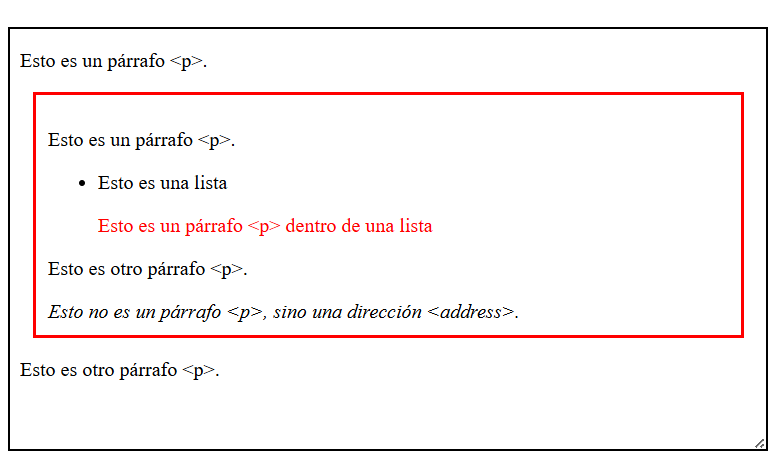 Esto es un párrafo <p>.
Esto es un párrafo <p>.
Esto es una lista
Esto es un párrafo <p> dentro de una lista
Esto es otro párrafo <p>.
Esto no es un párrafo <p>, sino una dirección <address>.
Esto es otro párrafo <p>.